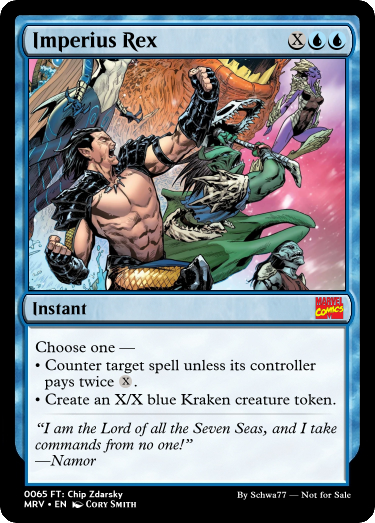 Imperius Rex X
Instant
MARVEL
COMICS
Choose one —
• Counter target spell unless its controller
pays twice X.
• Create an X/X blue Kraken creature token.
“I am the Lord of all the Seven Seas, and I take
commands from no one!”
—Namor
0065 FT: Chip Zdarsky
MRV • EN CORY SMITH
By Schwa77 — Not for Sale